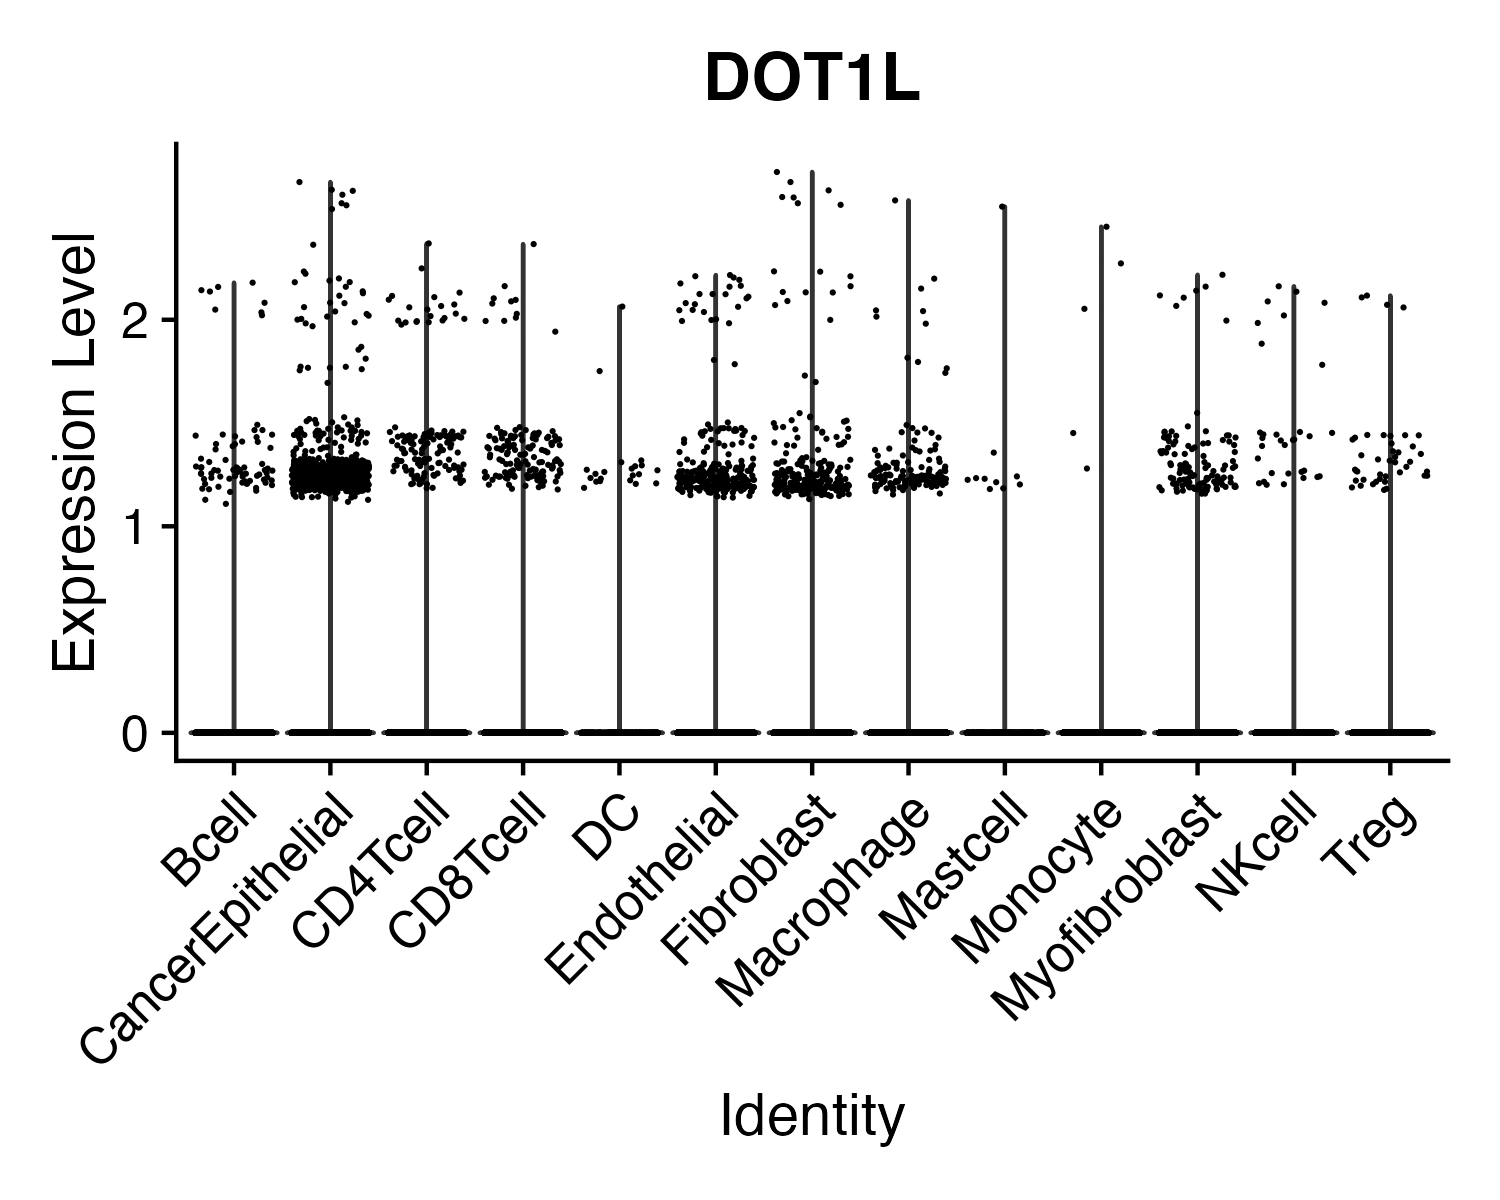 DOT1L
Expression Level
2
1
0
Bcell
CancerEpithelial
CD4Tcell
CD8Tcell
DC
Endothelial
Fibroblast
Macrophage
Mastcell
Monocyte
Myofibroblast
NKcell
Treg
Identity